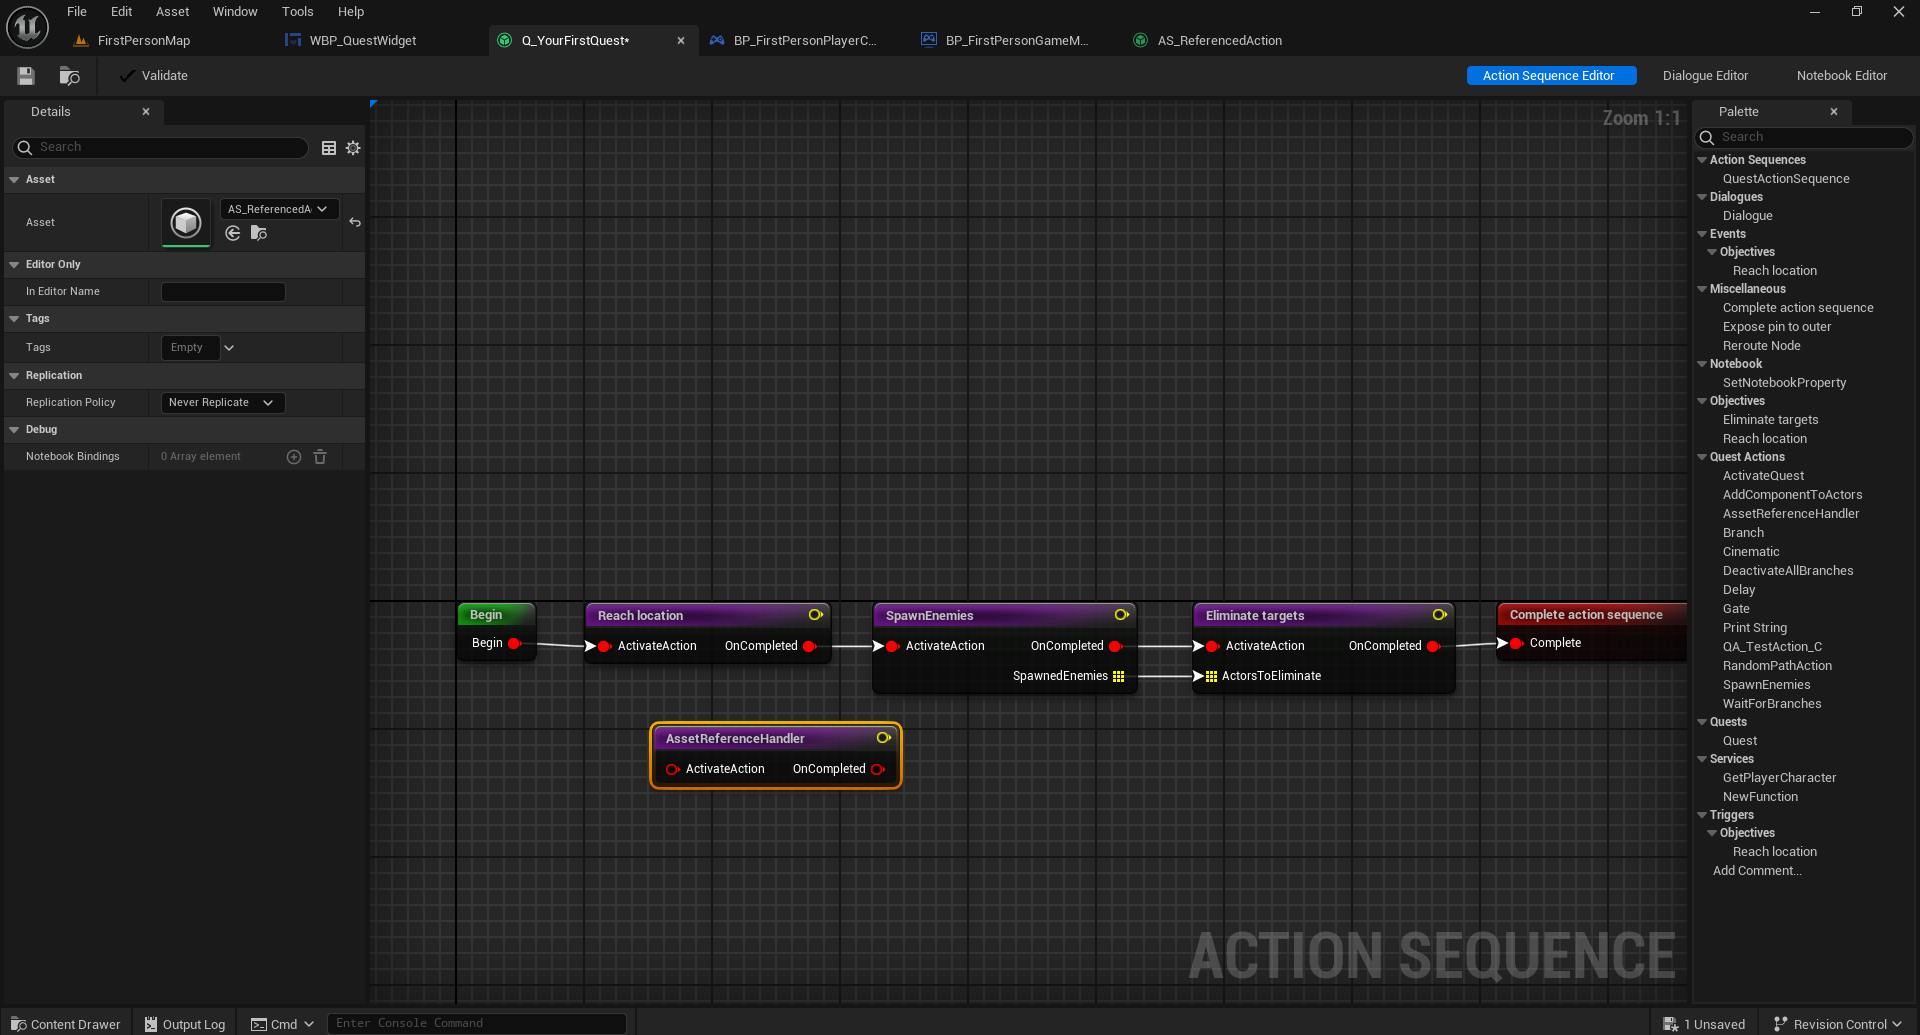 File Edit Asset Window Tools Help
FirstPersonMap WBP_QuestWidget Q_YourFirstQuest* BP_FirstPersonPlayerC... BP_FirstPersonGameM... AS_ReferencedAction
Validate Action Sequence Editor Dialogue Editor Notebook Editor
Details
Search
Asset
Asset AS_ReferencedA
Editor Only
In Editor Name
Tags
Tags Empty
Replication
Replication Policy Never Replicate
Debug
Notebook Bindings 0 Array element
Zoom 1:1
Begin
Begin
Reach location
ActivateAction OnCompleted
SpawnEnemies
ActivateAction OnCompleted
SpawnedEnemies
Eliminate targets
ActivateAction OnCompleted
ActorsToEliminate
Complete action sequence
Complete
AssetReferenceHandler
ActivateAction OnCompleted
ACTION SEQUENCE
Palette
Search
Action Sequences
QuestActionSequence
Dialogues
Dialogue
Events
Objectives
Reach location
Miscellaneous
Complete action sequence
Expose pin to outer
Reroute Node
Notebook
SetNotebookProperty
Objectives
Eliminate targets
Reach location
Quest Actions
ActivateQuest
AddComponentToActors
AssetReferenceHandler
Branch
Cinematic
DeactivateAllBranches
Delay
Gate
Print String
QA_TestAction_C
RandomPathAction
SpawnEnemies
WaitForBranches
Quests
Quest
Services
GetPlayerCharacter
NewFunction
Triggers
Objectives
Reach location
Add Comment...
Content Drawer Output Log Cmd Enter Console Command 1 Unsaved Revision Control